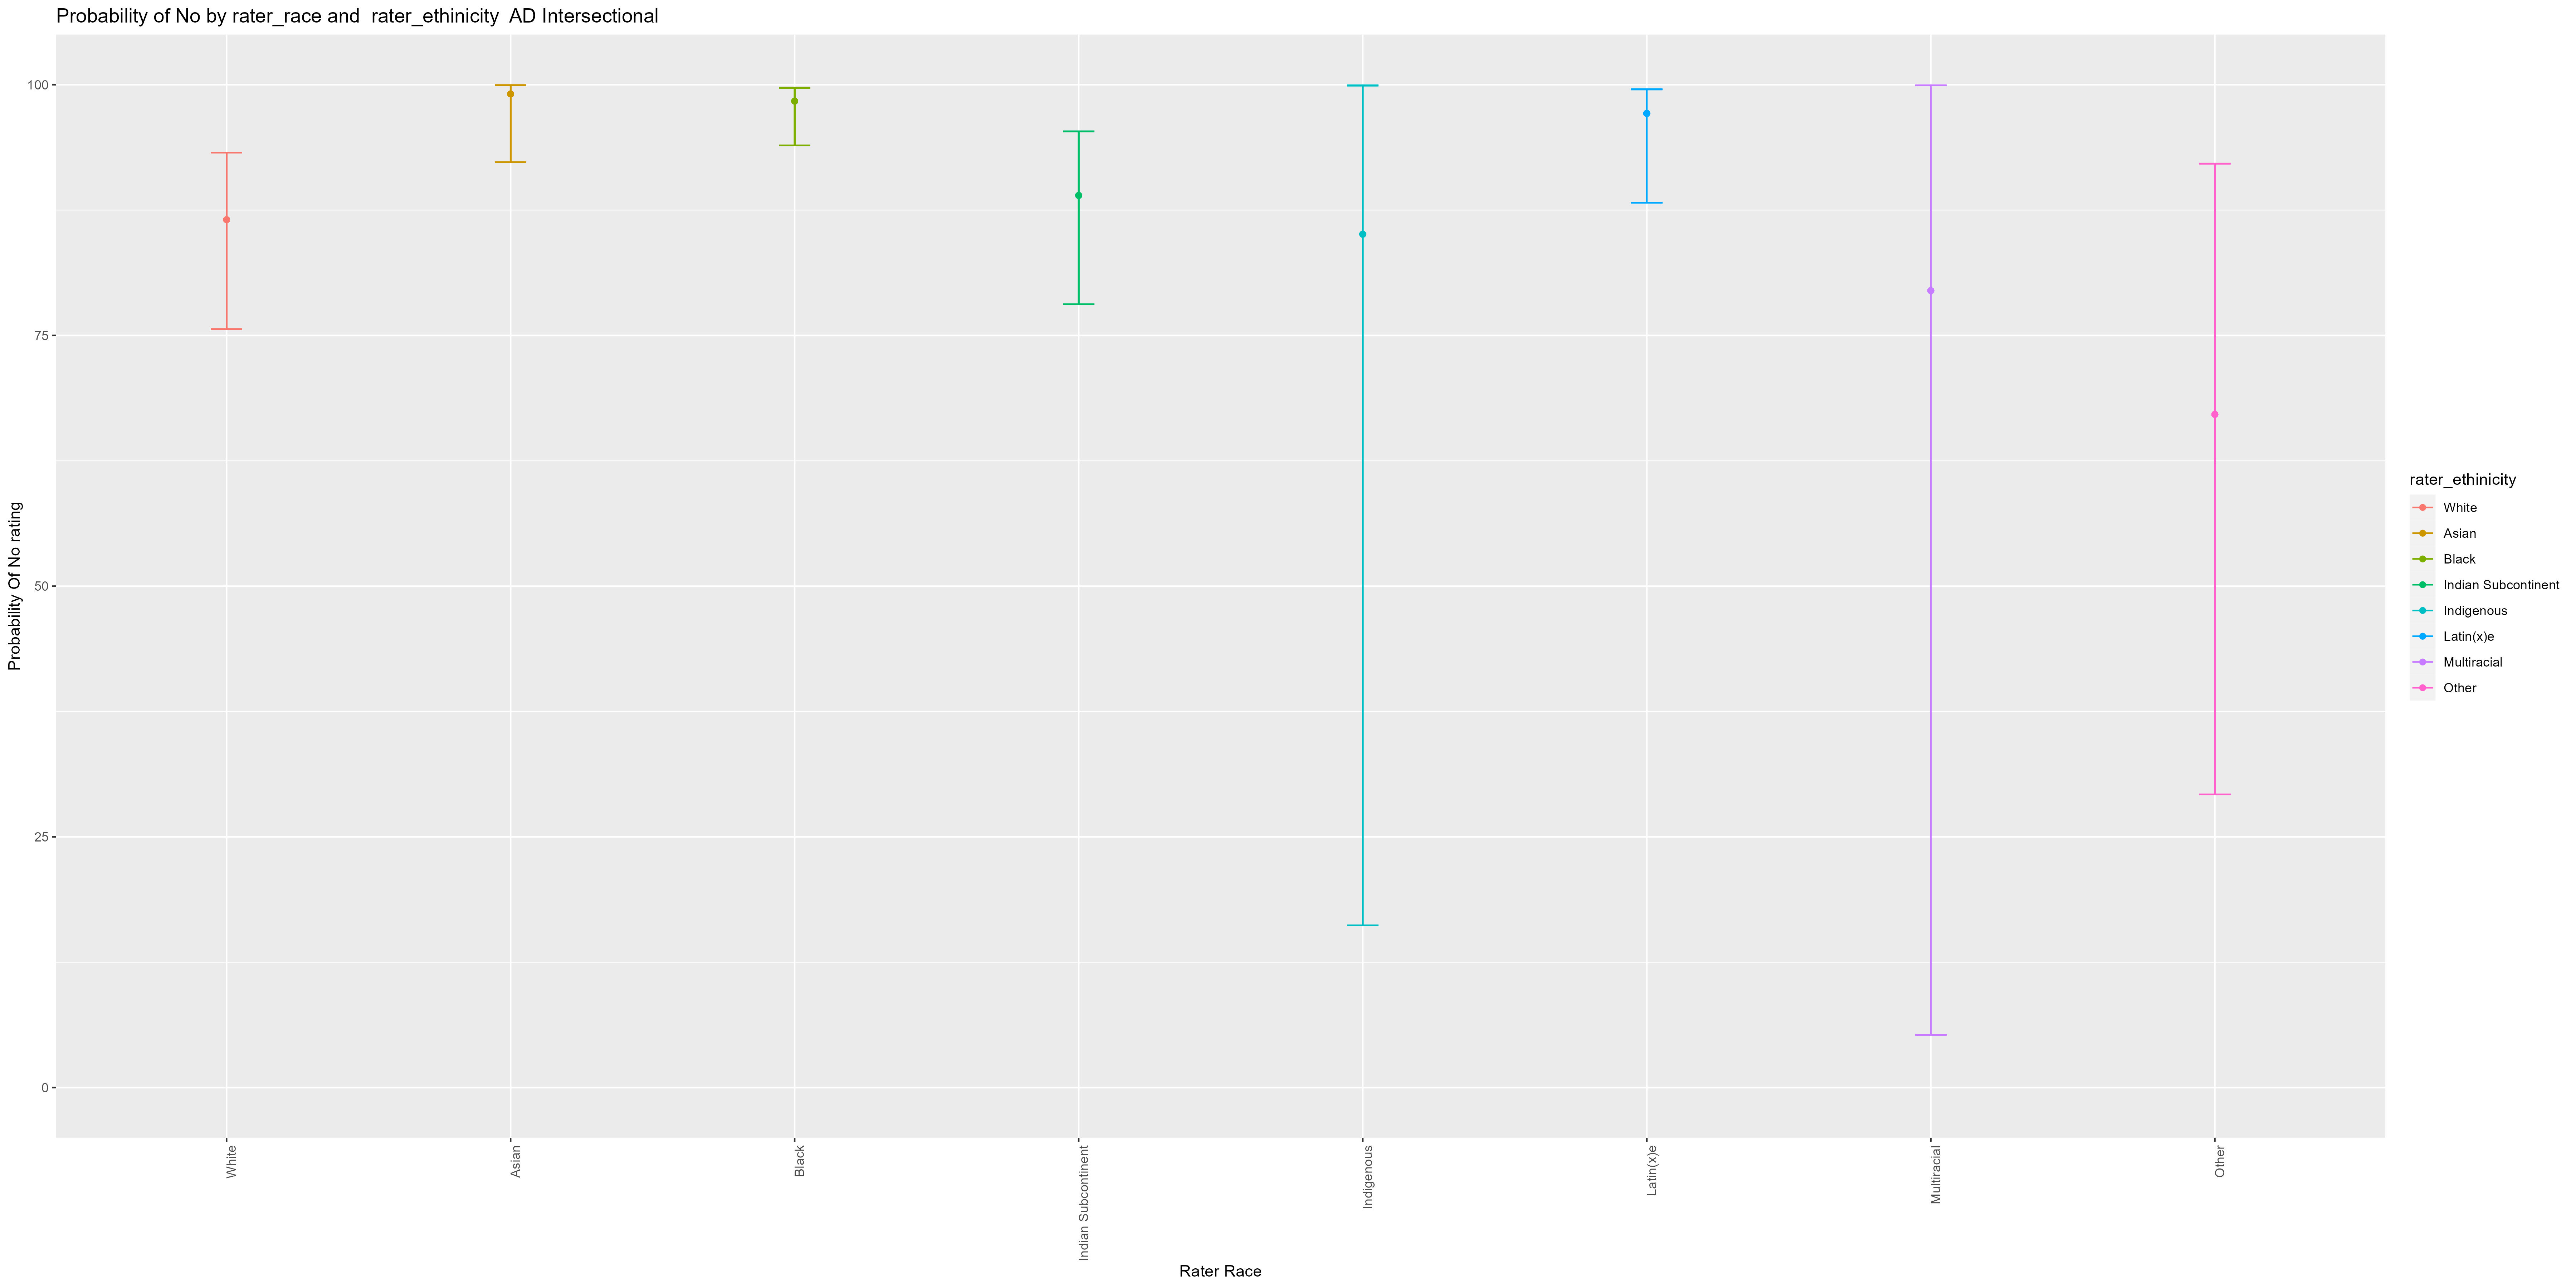 Probability of No by rater_race and  rater_ethinicity  AD Intersectional
Probability Of No rating
100
75
50
25
0
White
Asian
Black
Indian Subcontinent
Indigenous
Latin(x)e
Multiracial
Other
Rater Race
rater_ethinicity
White
Asian
Black
Indian Subcontinent
Indigenous
Latin(x)e
Multiracial
Other